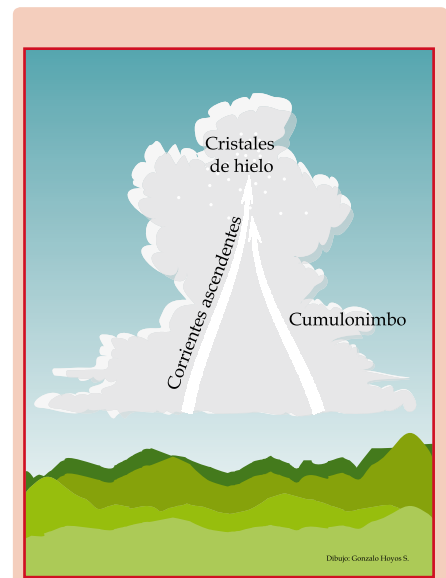 Cristales
de hielo
Corrientes ascendentes
Cumulonimbo
Dibujo: Gonzalo Hoyos S.